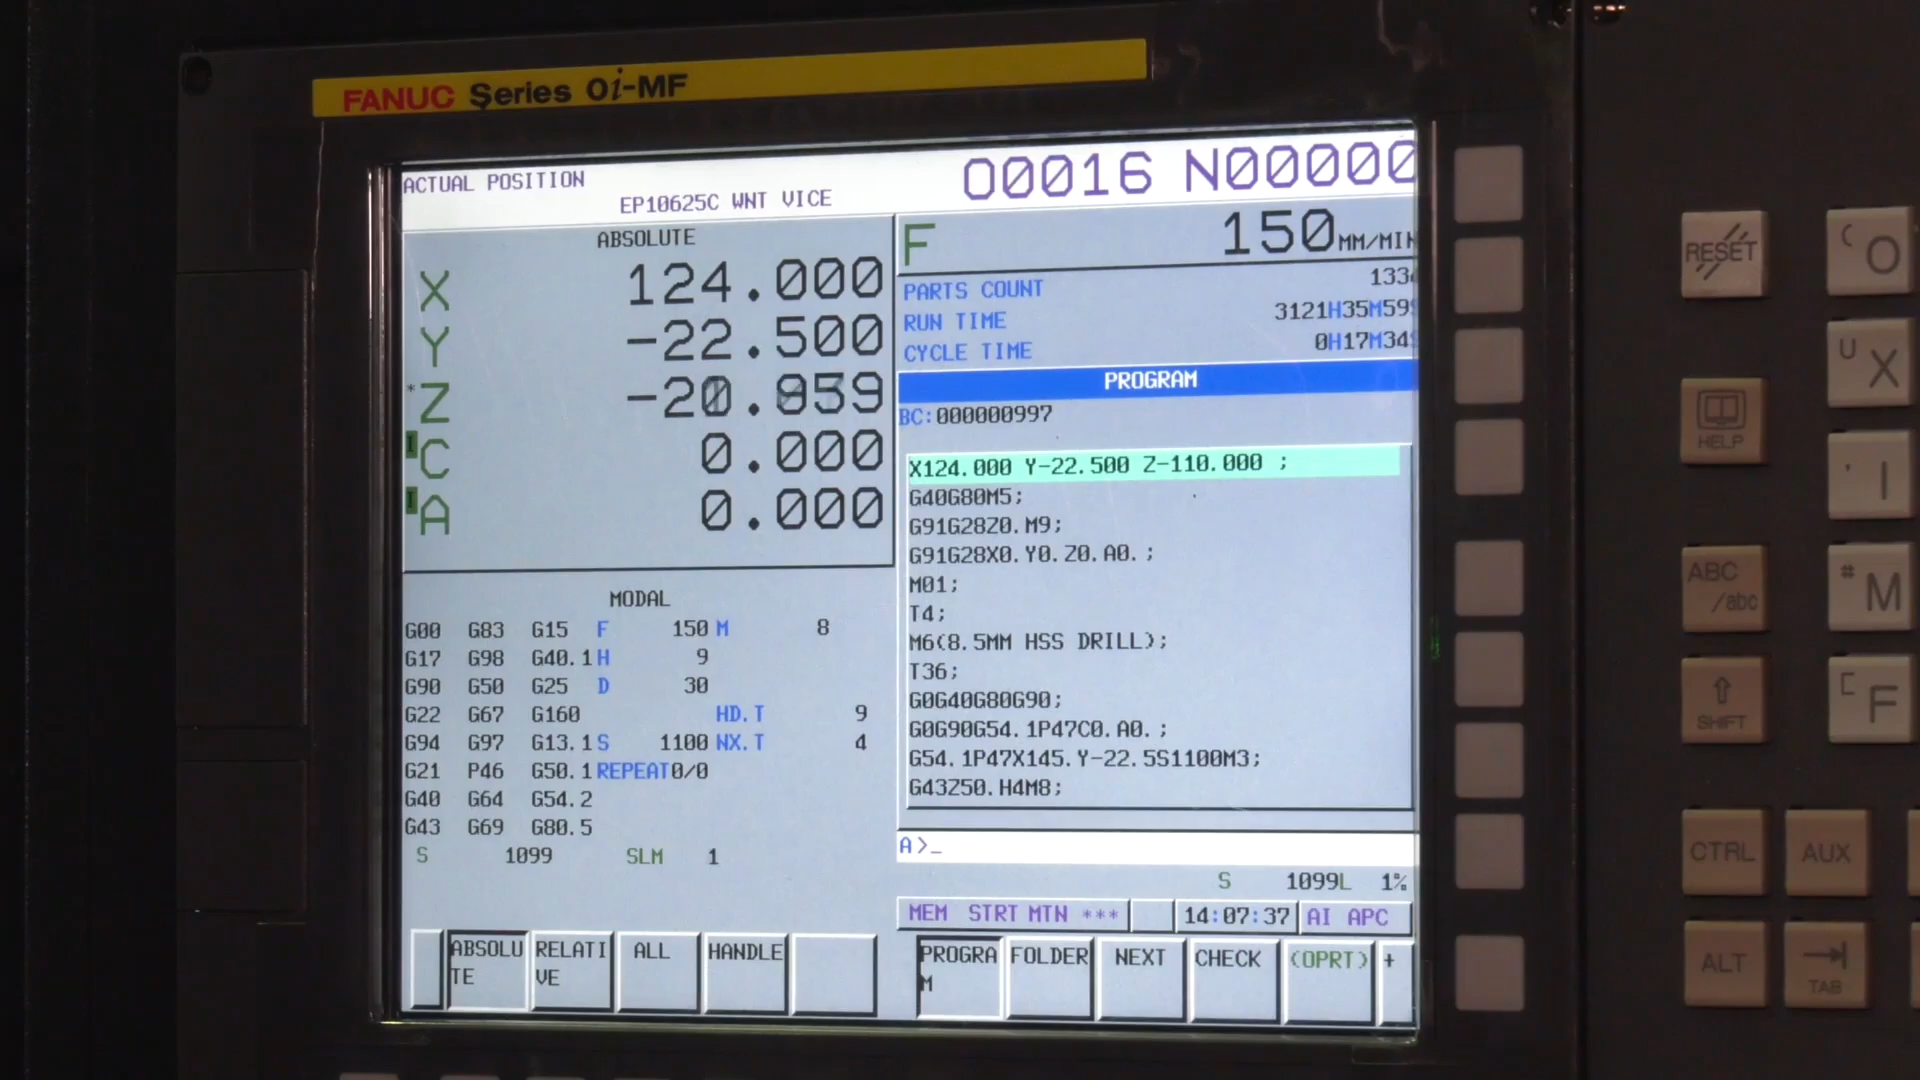 FANUC Series 0i-MF
ACTUAL POSITION
EP10625C WNT VICE
O00016 N00000
ABSOLUTE
X 124.000
Y -22.500
* Z
I C 0.000
I A 0.000
F 150 MM/MIN
PARTS COUNT
RUN TIME 3121H35M59S
CYCLE TIME 0H17M34S
PROGRAM
BC:000000997
X124.000 Y-22.500 Z-110.000 ;
G40G80M5;
G91G28Z0.M9;
G91G28X0.Y0.Z0.A0.;
M01;
T4;
M6(8.5MM HSS DRILL);
T36;
G0G40G80G90;
G0G90G54.1P47C0.A0.;
G54.1P47X145.Y-22.5S1100M3;
G43Z50.H4M8;
MODAL
G00 G83 G15 F 150 M 8
G17 G98 G40.1 H 9
G90 G50 G25 D 30
G22 G67 G160 HD.T 9
G94 G97 G13.1 S 1100 NX.T 4
G21 P46 G50.1 REPEAT 0/0
G40 G64 G54.2
G43 G69 G80.5
S 1099 SLM 1
A>_
S 1099L 1%
MEM STRT MTN *** 14:07:37 AI APC
ABSOLUTE RELATIVE ALL HANDLE
PROGRAM FOLDER NEXT CHECK (OPRT) +
RESET
( O
U X
HELP
' I
ABC/abc
# M
SHIFT
[ F
CTRL AUX
ALT TAB